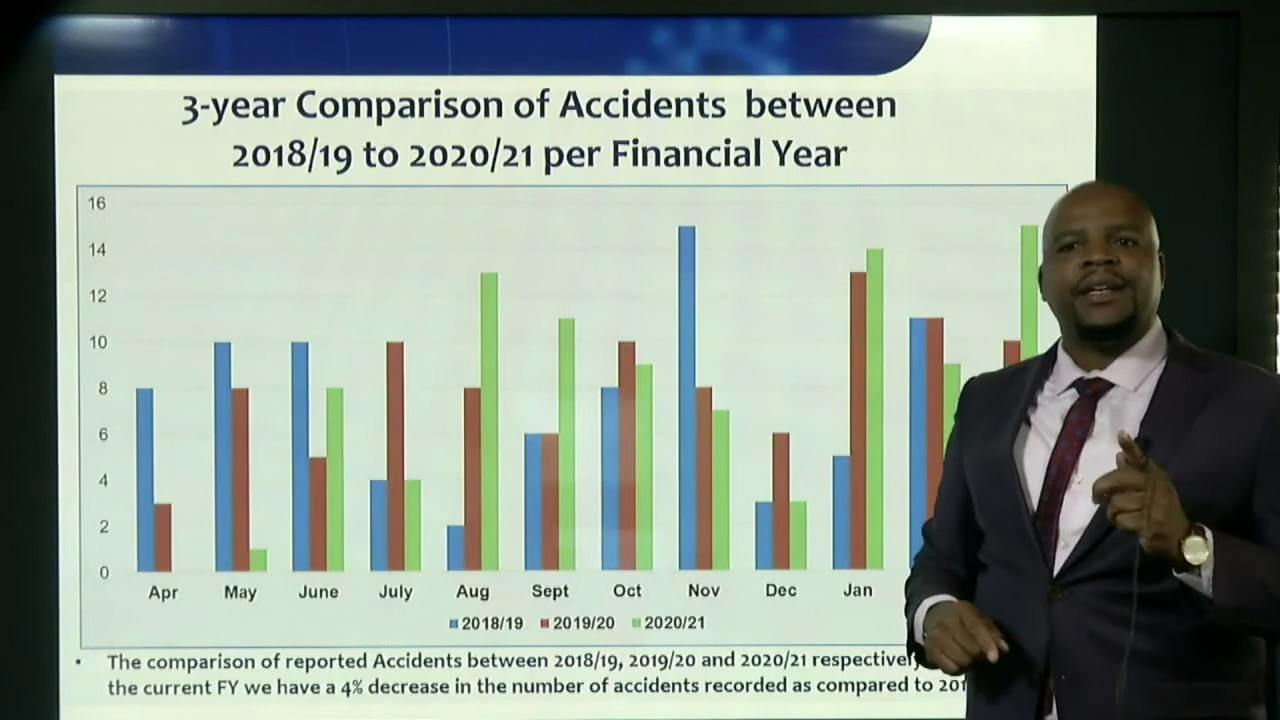 3-year Comparison of Accidents between
2018/19 to 2020/21 per Financial Year
16
14
12
10
8
6
4
2
0
Apr May June July Aug Sept Oct Nov Dec Jan
2018/19 2019/20 2020/21
• The comparison of reported Accidents between 2018/19, 2019/20 and 2020/21
the current FY we have a 4% decrease in the number of accidents recorded as compared to